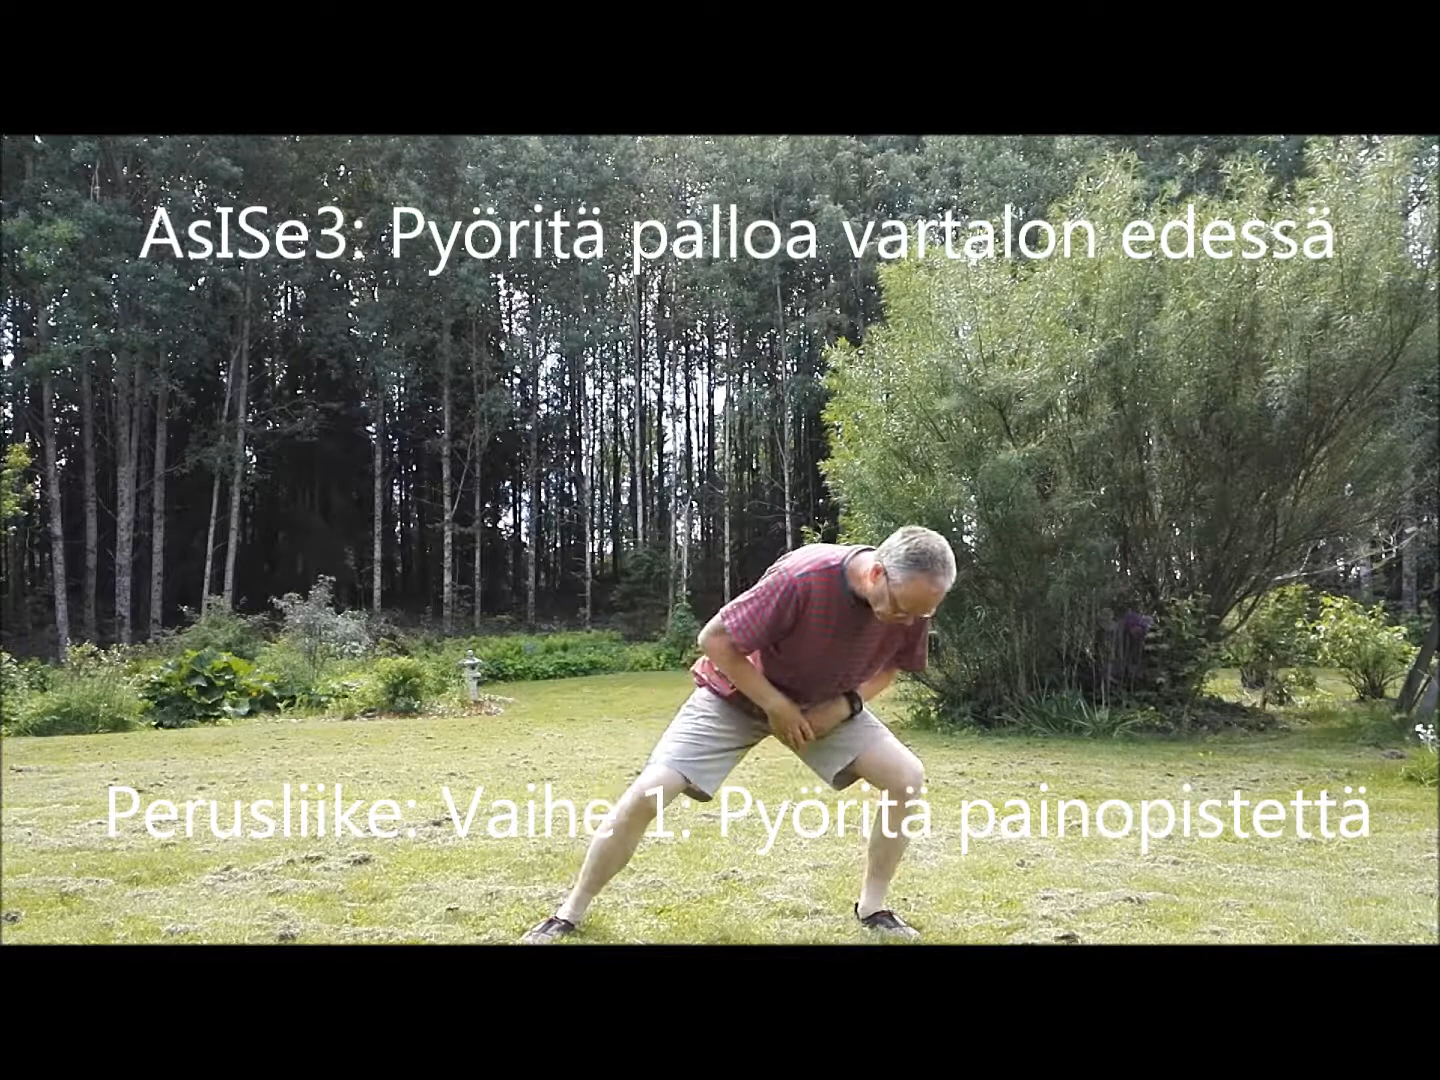 AsISe3: Pyöritä palloa vartalon edessä
Perusliike: Vaihe 1. Pyöritä painopistettä